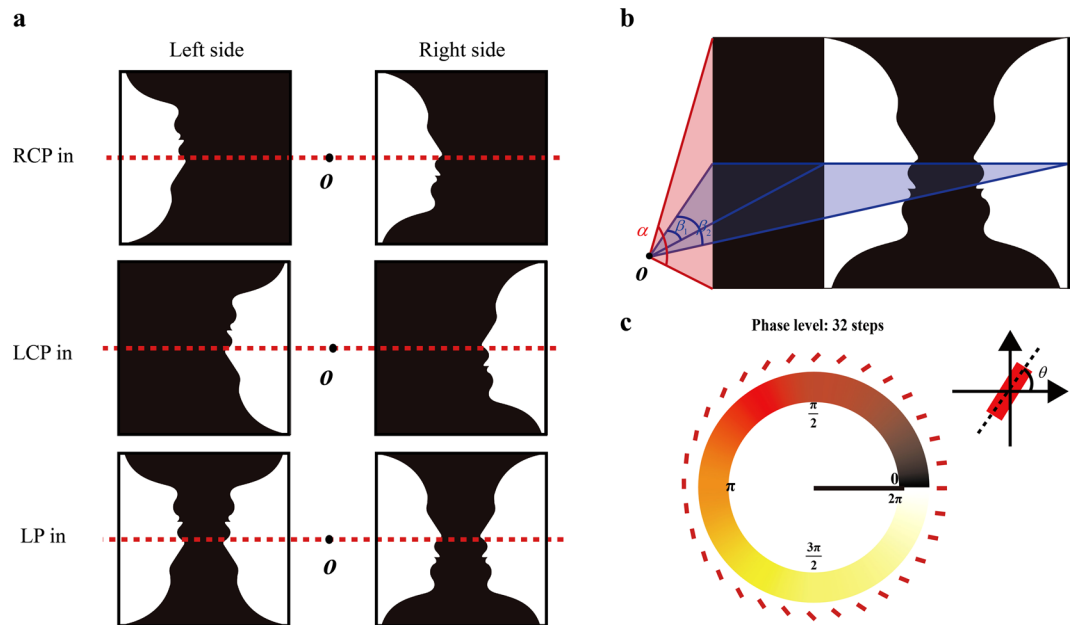 a
Left side
Right side
RCP in
o
LCP in
o
LP in
o
b
α
β1
β2
o
c
Phase level: 32 steps
π
2
0
2π
π
3π
2
θ